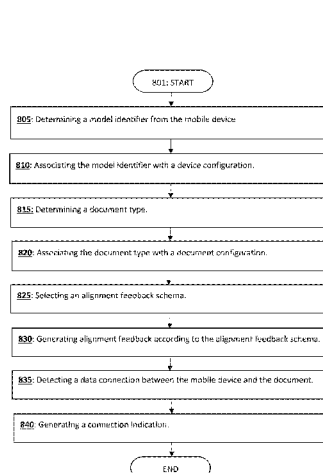 801: START
805: Determining a model identifier from the mobile device
810: Associating the model identifier with a device configuration.
815: Determining a document type.
820: Associating the document type with a document configuration.
825: Selecting an alignment feedback schema.
830: Generating alignment feedback according to the alignment feedback schema.
835: Detecting a data connection between the mobile device and the document.
840: Generating a connection indication.
END